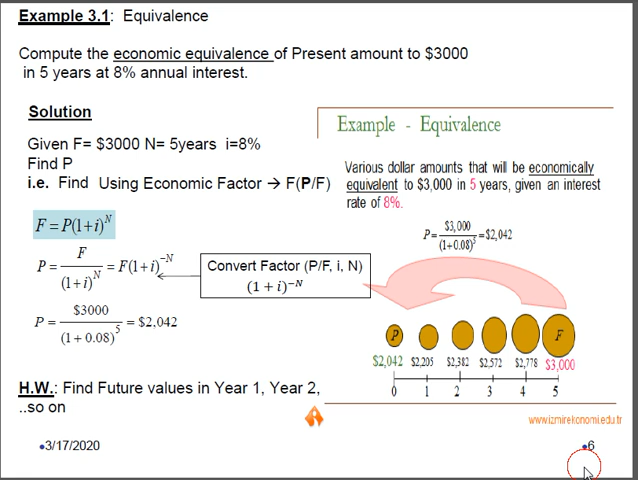 Example 3.1: Equivalence
Compute the economic equivalence of Present amount to $3000
in 5 years at 8% annual interest.
Solution
Given F= $3000 N= 5years i=8%
Find P
i.e. Find Using Economic Factor → F(P/F)
F = P(1+i)^N
P = F/(1+i)^N = F(1+i)^-N
P = $3000/(1+0.08)^5 = $2,042
Convert Factor (P/F, i, N)
(1 + i)^-N
H.W.: Find Future values in Year 1, Year 2,
..so on
Example - Equivalence
Various dollar amounts that will be economically
equivalent to $3,000 in 5 years, given an interest
rate of 8%.
P = $3,000/(1+0.08)^5 = $2,042
P F
$2,042 $2,205 $2,382 $2,572 $2,778 $3,000
0 1 2 3 4 5
www.izmirekonomi.edu.tr
•3/17/2020
•6